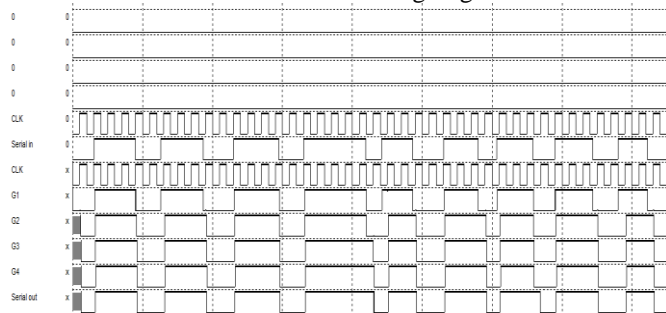 0 0
0 0
0 0
0 0
CLK 0
Serial in 0
CLK x
G1 x
G2 x
G3 x
G4 x
Serial out x